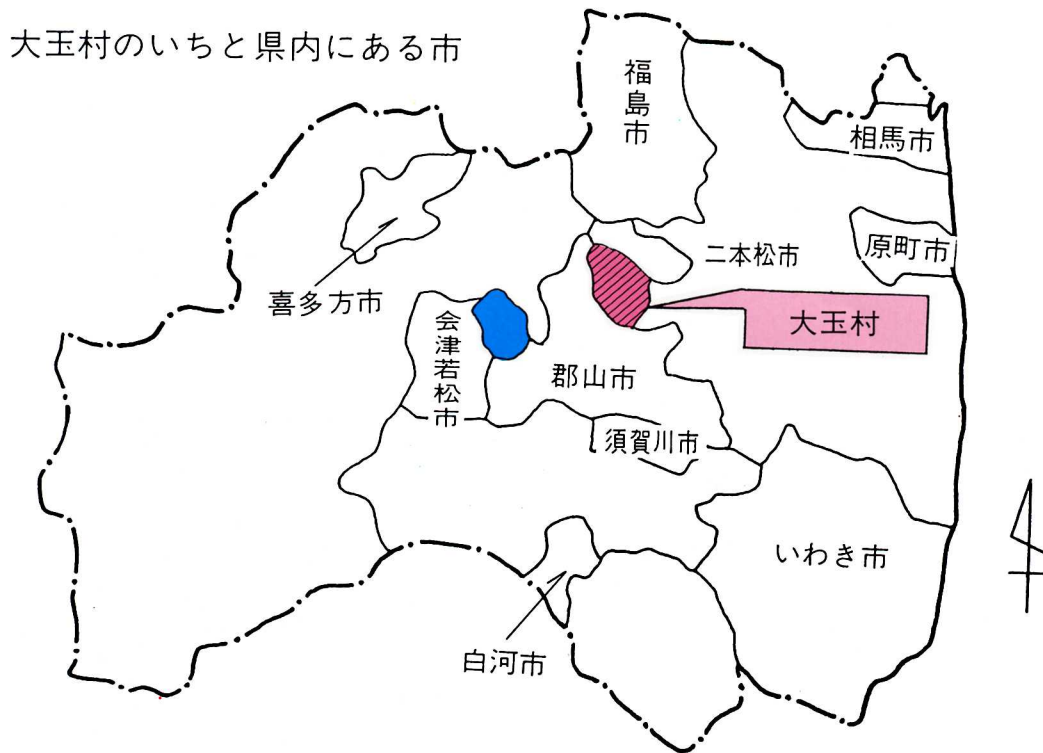 大玉村のいちと県内にある市
福島市
相馬市
原町市
二本松市
喜多方市
大玉村
会津若松市
郡山市
須賀川市
いわき市
白河市